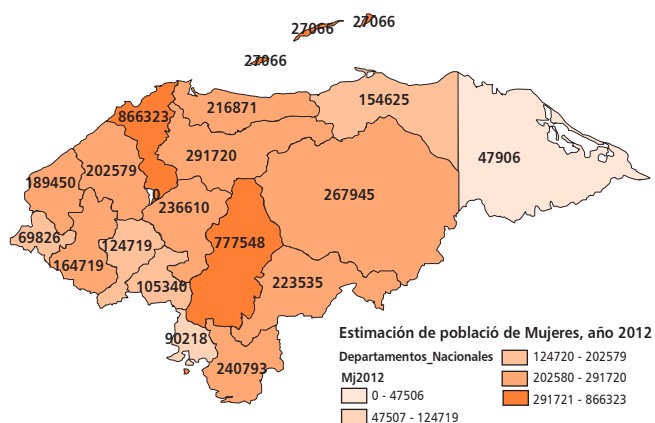 27066
27066
27066
866323
216871
154625
291720
47906
202579
189450
0
267945
236610
69826
124719
777548
164719
105340
223535
90218
240793
Estimación de població de Mujeres, año 2012
Departamentos_Nacionales
Mj2012
0 - 47506
47507 - 124719
124720 - 202579
202580 - 291720
291721 - 866323